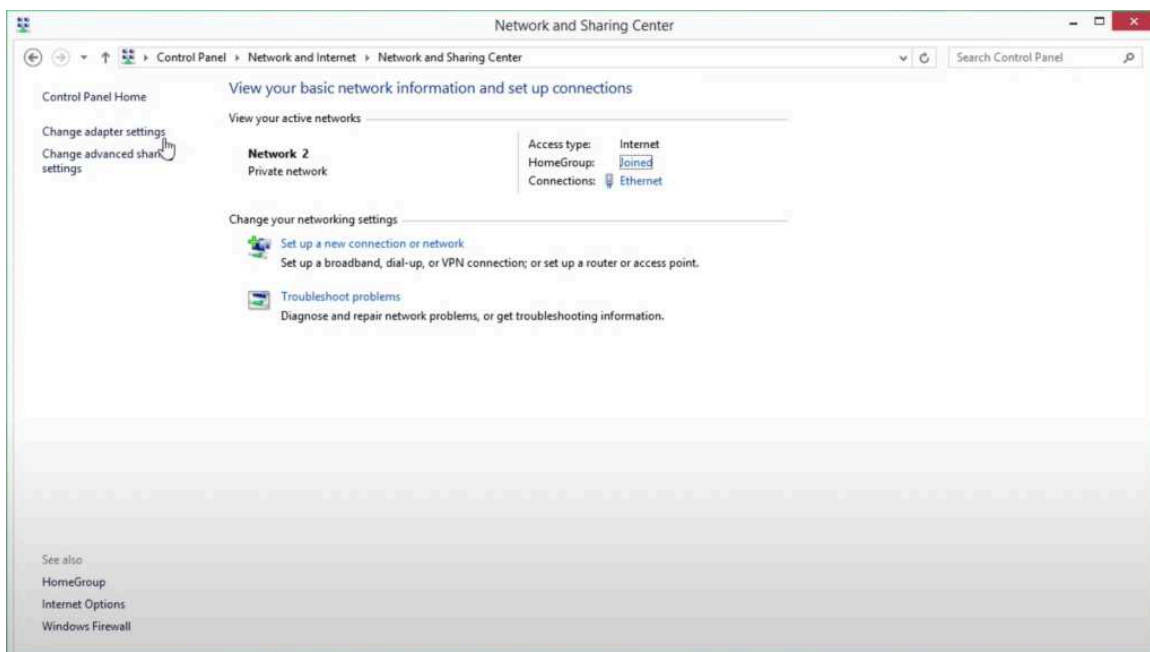 Network and Sharing Center
Control Panel Network and Internet Network and Sharing Center
Search Control Panel
Control Panel Home
Change adapter settings
Change advanced
settings
View your basic network information and set up connections
View your active networks
Network 2
Private network
Access type: Internet
HomeGroup: Joined
Connections: Ethernet
Change your networking settings
Set up a new connection or network
Set up a broadband, dial-up, or VPN connection; or set up a router or access point.
Troubleshoot problems
Diagnose and repair network problems, or get troubleshooting information.
See also
HomeGroup
Internet Options
Windows Firewall